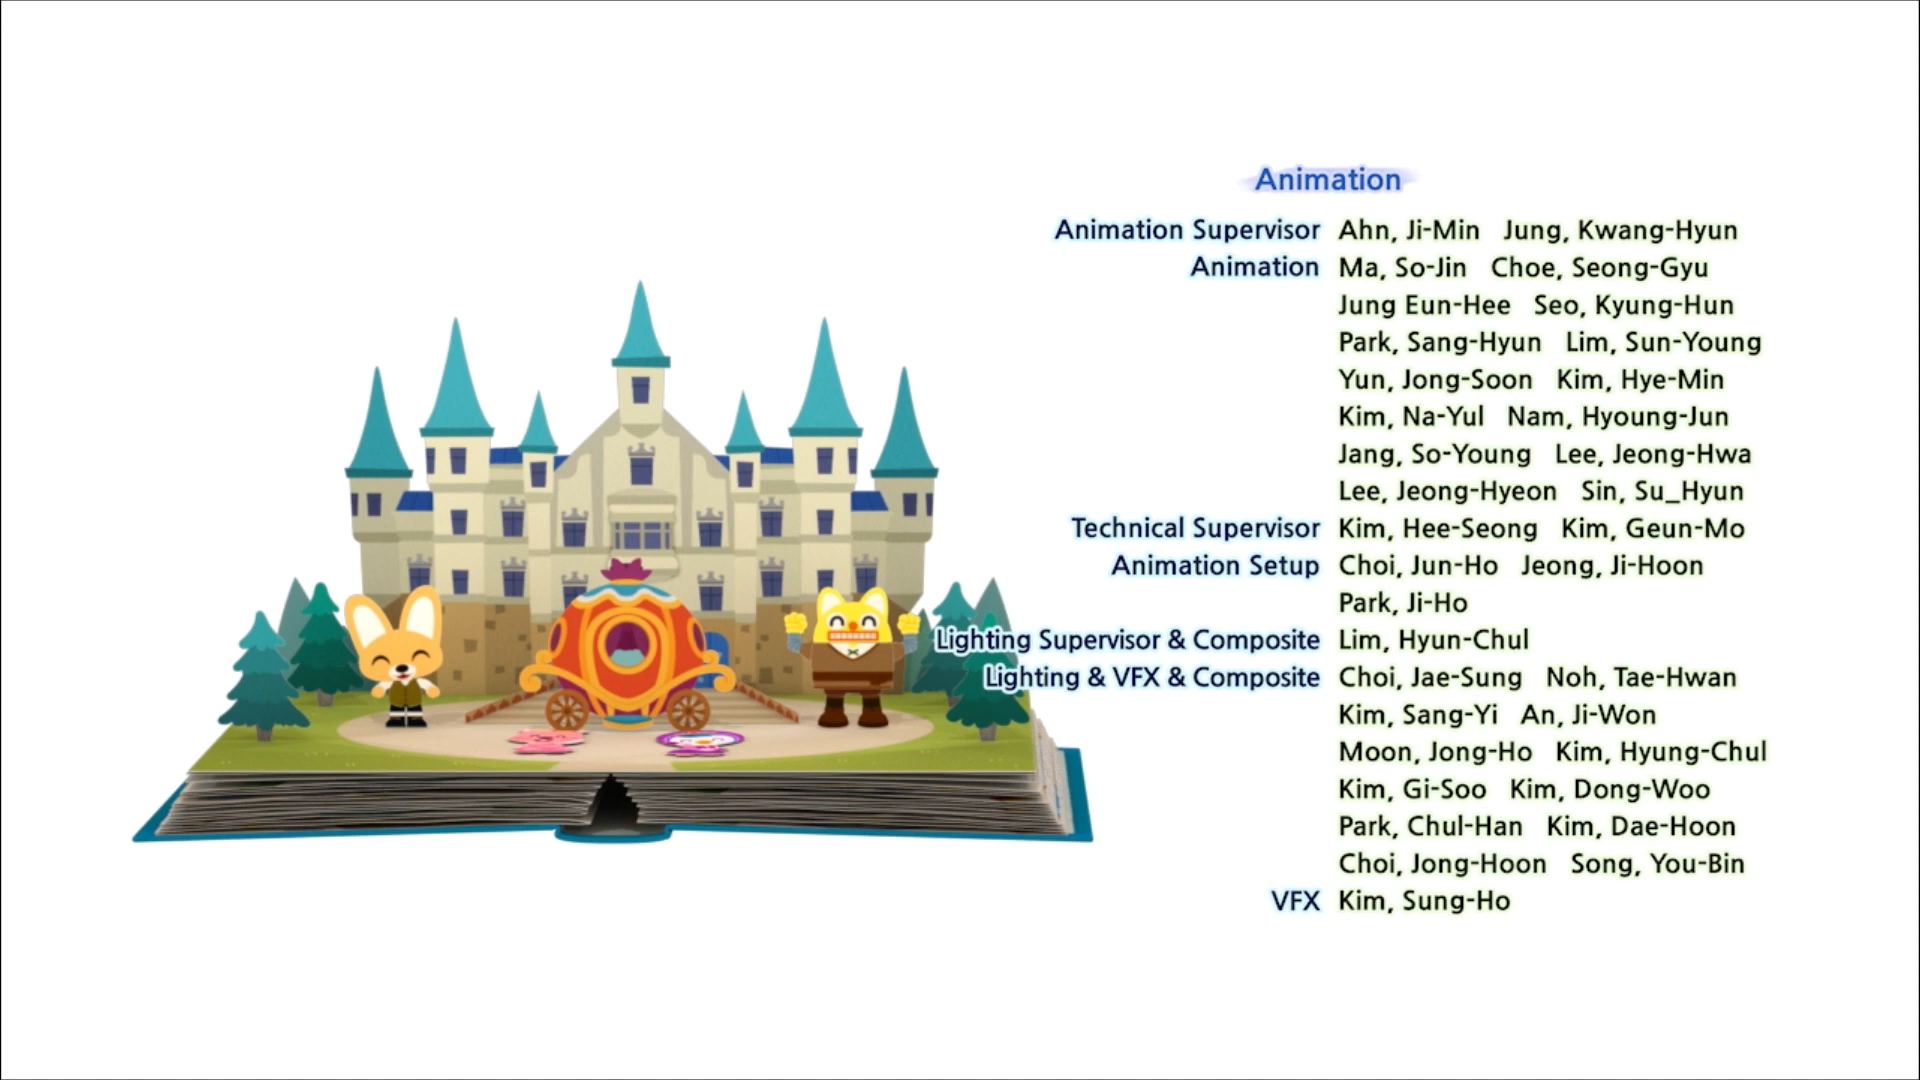 Animation
Animation Supervisor Ahn, Ji-Min Jung, Kwang-Hyun
Animation Ma, So-Jin Choe, Seong-Gyu
Jung Eun-Hee Seo, Kyung-Hun
Park, Sang-Hyun Lim, Sun-Young
Yun, Jong-Soon Kim, Hye-Min
Kim, Na-Yul Nam, Hyoung-Jun
Jang, So-Young Lee, Jeong-Hwa
Lee, Jeong-Hyeon Sin, Su_Hyun
Technical Supervisor Kim, Hee-Seong Kim, Geun-Mo
Animation Setup Choi, Jun-Ho Jeong, Ji-Hoon
Park, Ji-Ho
Lighting Supervisor & Composite Lim, Hyun-Chul
Lighting & VFX & Composite Choi, Jae-Sung Noh, Tae-Hwan
Kim, Sang-Yi An, Ji-Won
Moon, Jong-Ho Kim, Hyung-Chul
Kim, Gi-Soo Kim, Dong-Woo
Park, Chul-Han Kim, Dae-Hoon
Choi, Jong-Hoon Song, You-Bin
VFX Kim, Sung-Ho